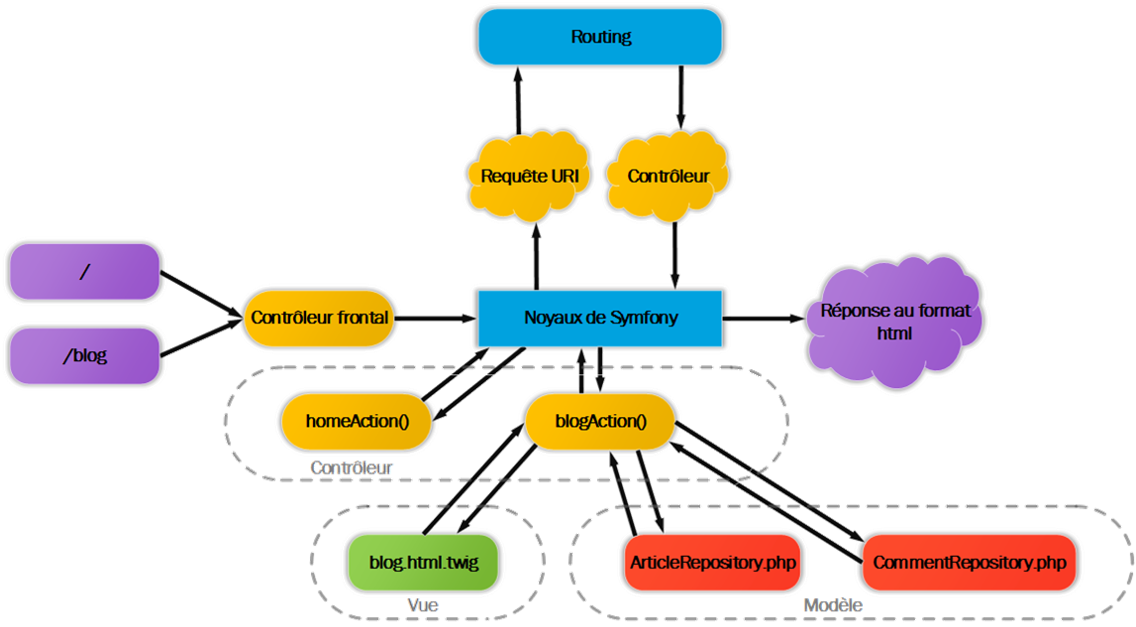 Routing
Requête URI
Contrôleur
/
/blog
Contrôleur frontal
Noyaux de Symfony
Réponse au format
html
homeAction()
blogAction()
Contrôleur
blog.html.twig
ArticleRepository.php
CommentRepository.php
Vue
Modèle